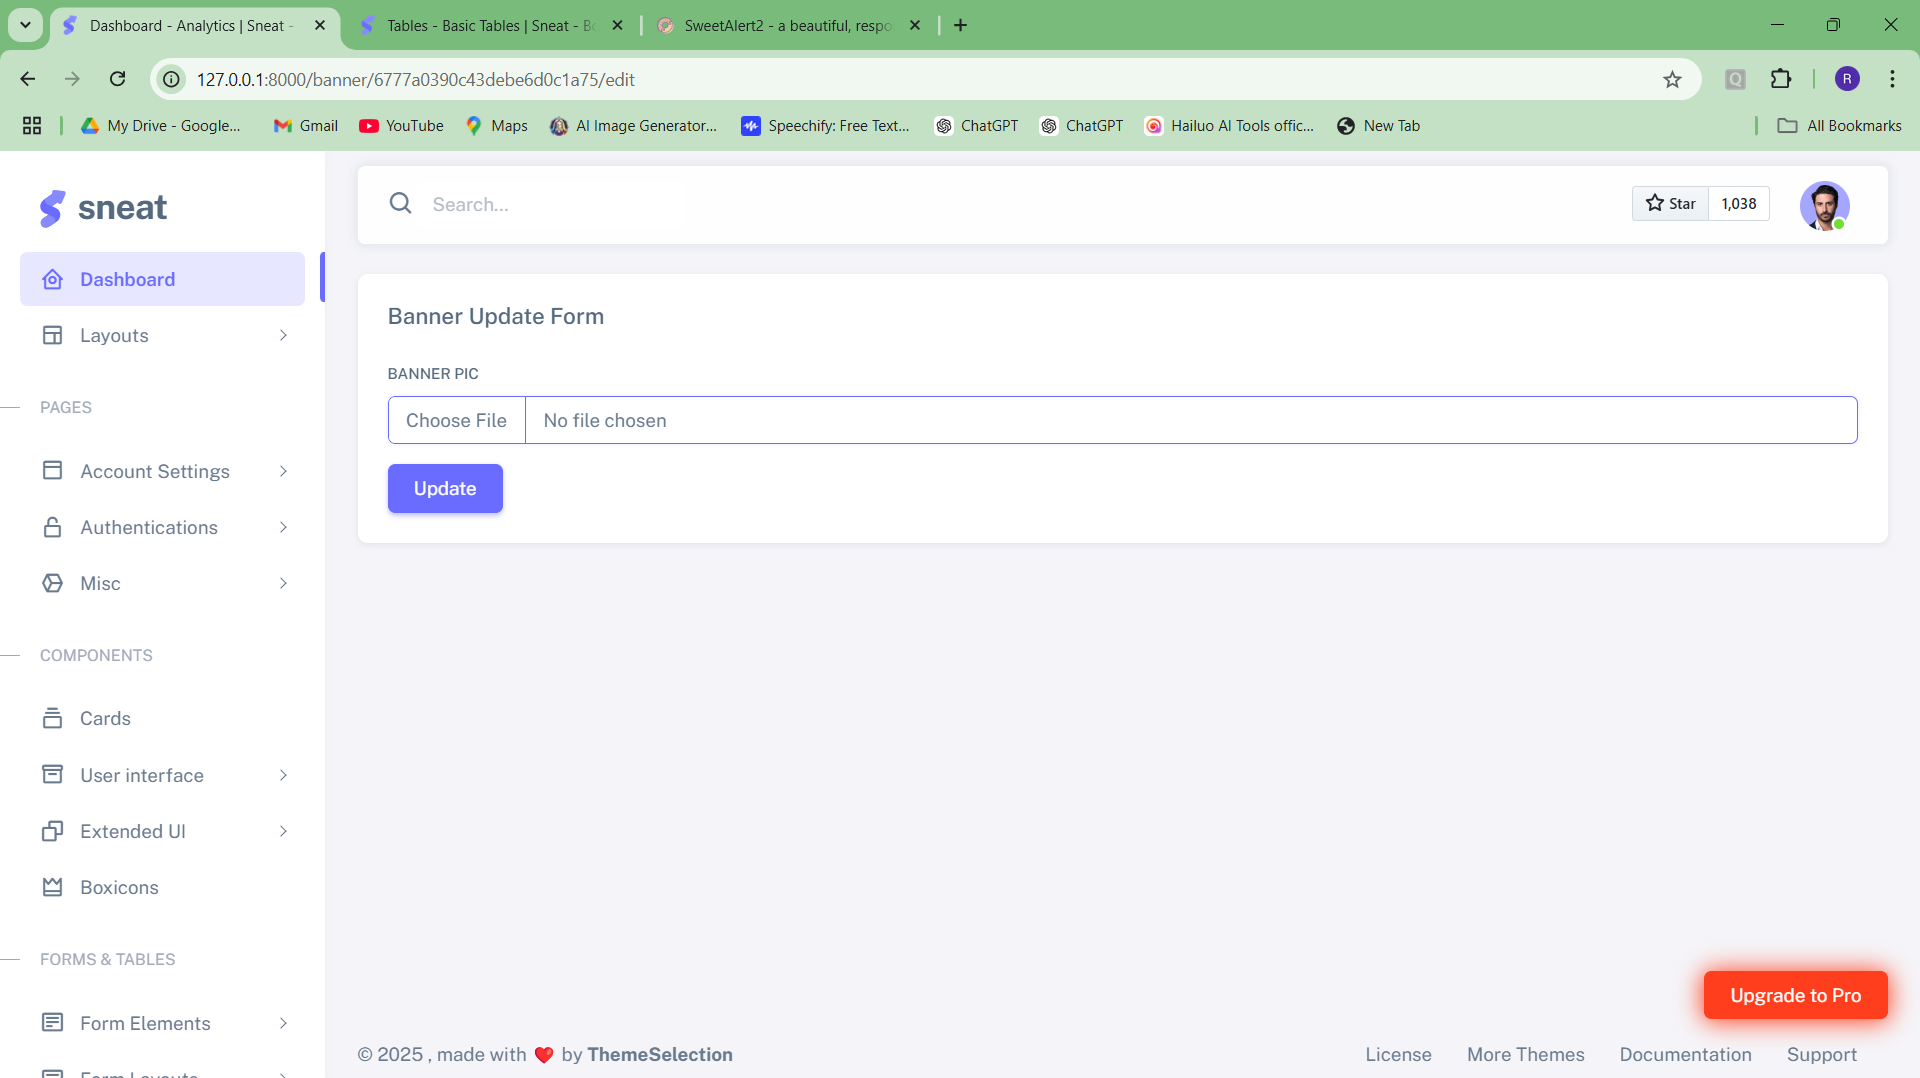 Dashboard - Analytics | Sneat -
Tables - Basic Tables | Sneat - Bo
SweetAlert2 - a beautiful, respo
127.0.0.1:8000/banner/6777a0390c43debe6d0c1a75/edit
Q
R
My Drive - Google...
Gmail
YouTube
Maps
AI Image Generator...
Speechify: Free Text...
ChatGPT
ChatGPT
Hailuo AI Tools offic...
New Tab
All Bookmarks
sneat
Search...
Star
1,038
Dashboard
Layouts
PAGES
Account Settings
Authentications
Misc
COMPONENTS
Cards
User interface
Extended UI
Boxicons
FORMS & TABLES
Form Elements
Form Layouts
Banner Update Form
BANNER PIC
Choose File
No file chosen
Update
Upgrade to Pro
© 2025 , made with ❤️ by ThemeSelection
License
More Themes
Documentation
Support